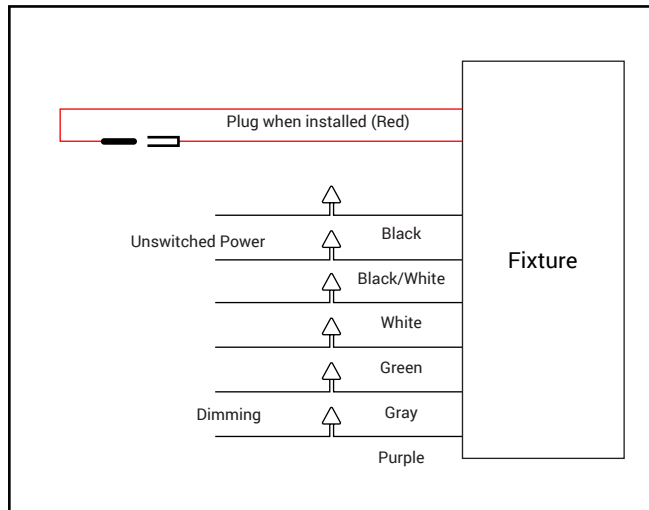 Plug when installed (Red)
Unswitched Power
Black
Black/White
White
Green
Dimming
Gray
Purple
Fixture